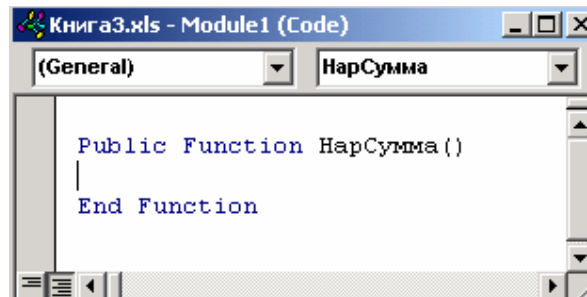 Книга3.xls - Module1 (Code)
(General) НарСумма
Public Function НарСумма()
End Function